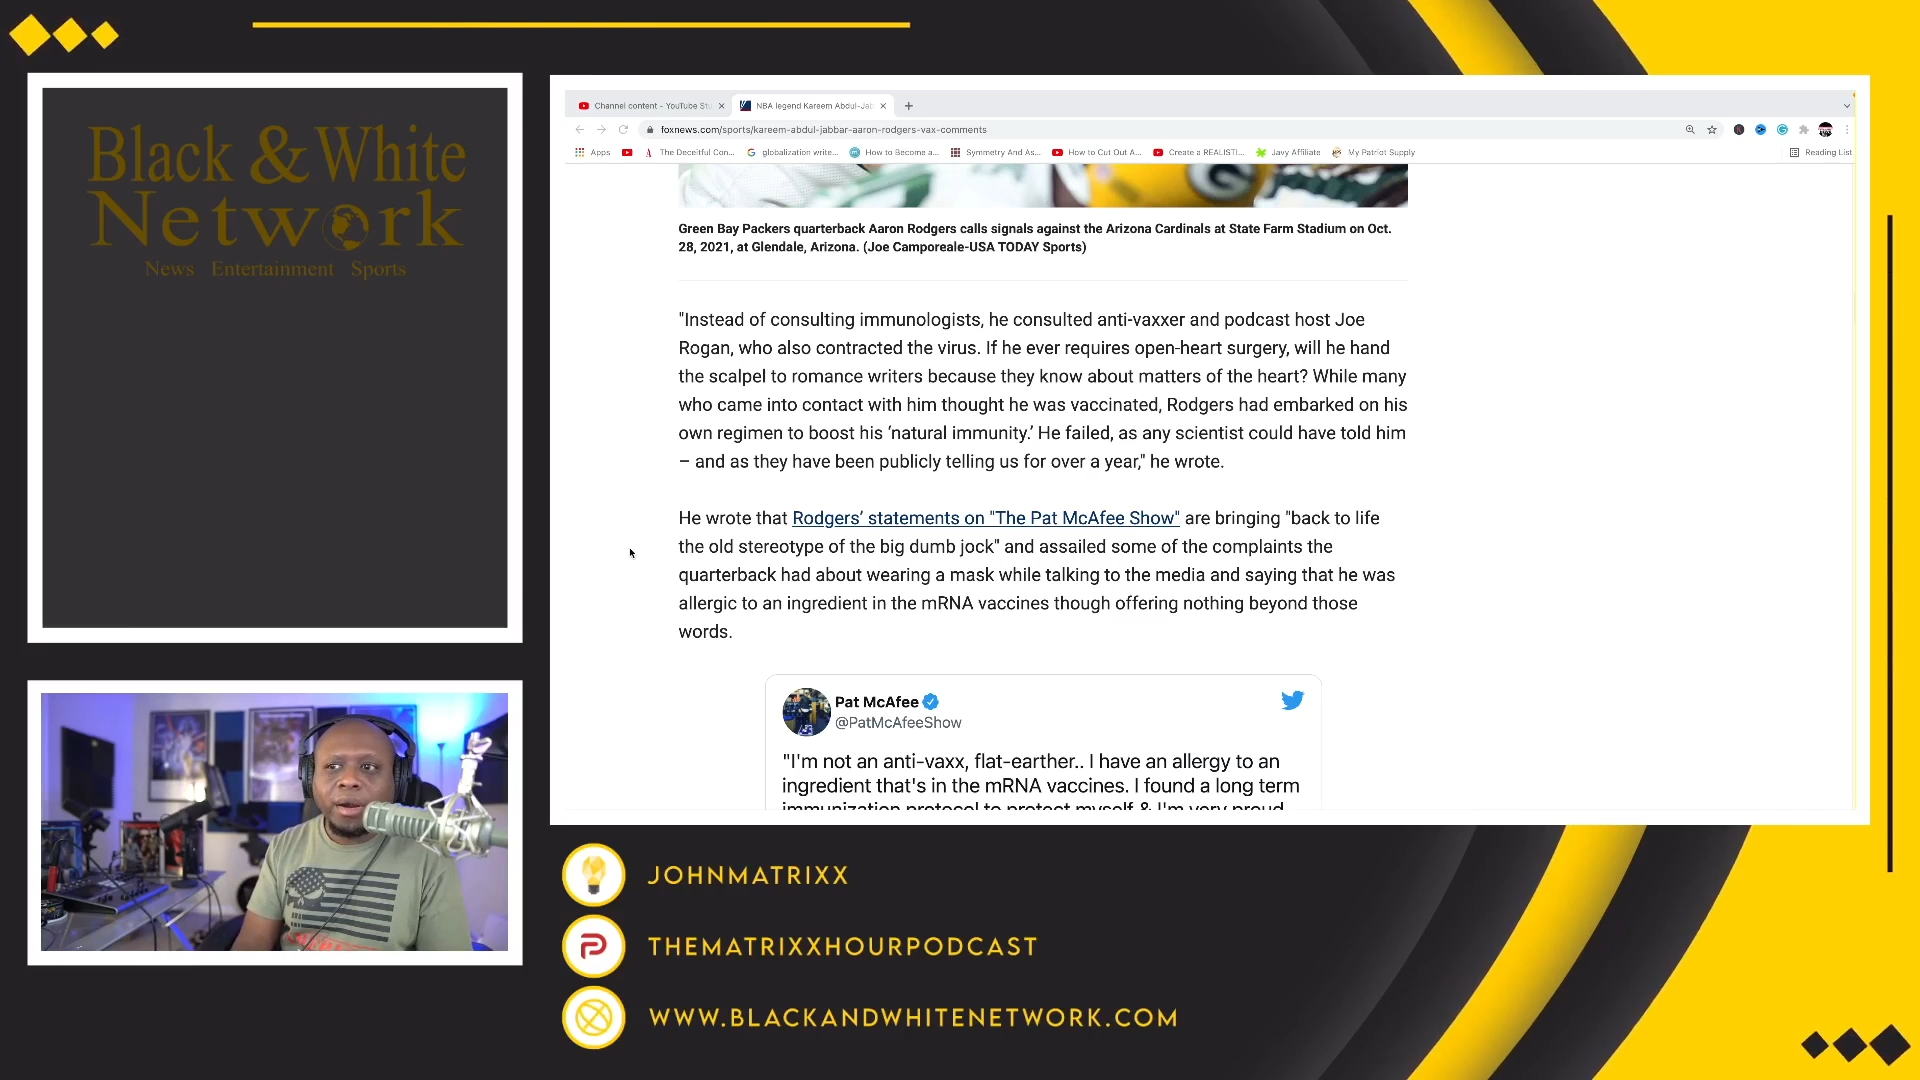 Black & White
Network
News Entertainment Sports
Channel content - YouTube Stu
NBA legend Kareem Abdul-Jab
foxnews.com/sports/kareem-abdul-jabbar-aaron-rodgers-vax-comments
Apps
The Deceitful Con...
globalization write...
How to Become a...
Symmetry And As...
How to Cut Out A...
Create a REALISTI...
Javy Affiliate
My Patriot Supply
Reading List
Green Bay Packers quarterback Aaron Rodgers calls signals against the Arizona Cardinals at State Farm Stadium on Oct.
28, 2021, at Glendale, Arizona. (Joe Camporeale-USA TODAY Sports)
"Instead of consulting immunologists, he consulted anti-vaxxer and podcast host Joe
Rogan, who also contracted the virus. If he ever requires open-heart surgery, will he hand
the scalpel to romance writers because they know about matters of the heart? While many
who came into contact with him thought he was vaccinated, Rodgers had embarked on his
own regimen to boost his ‘natural immunity.’ He failed, as any scientist could have told him
– and as they have been publicly telling us for over a year," he wrote.
He wrote that Rodgers’ statements on "The Pat McAfee Show" are bringing "back to life
the old stereotype of the big dumb jock" and assailed some of the complaints the
quarterback had about wearing a mask while talking to the media and saying that he was
allergic to an ingredient in the mRNA vaccines though offering nothing beyond those
words.
Pat McAfee
@PatMcAfeeShow
"I'm not an anti-vaxx, flat-earther.. I have an allergy to an
ingredient that's in the mRNA vaccines. I found a long term
immunization protocol to protect myself & I'm very proud
JOHNMATRIXX
THEMATRIXXHOURPODCAST
WWW.BLACKANDWHITENETWORK.COM